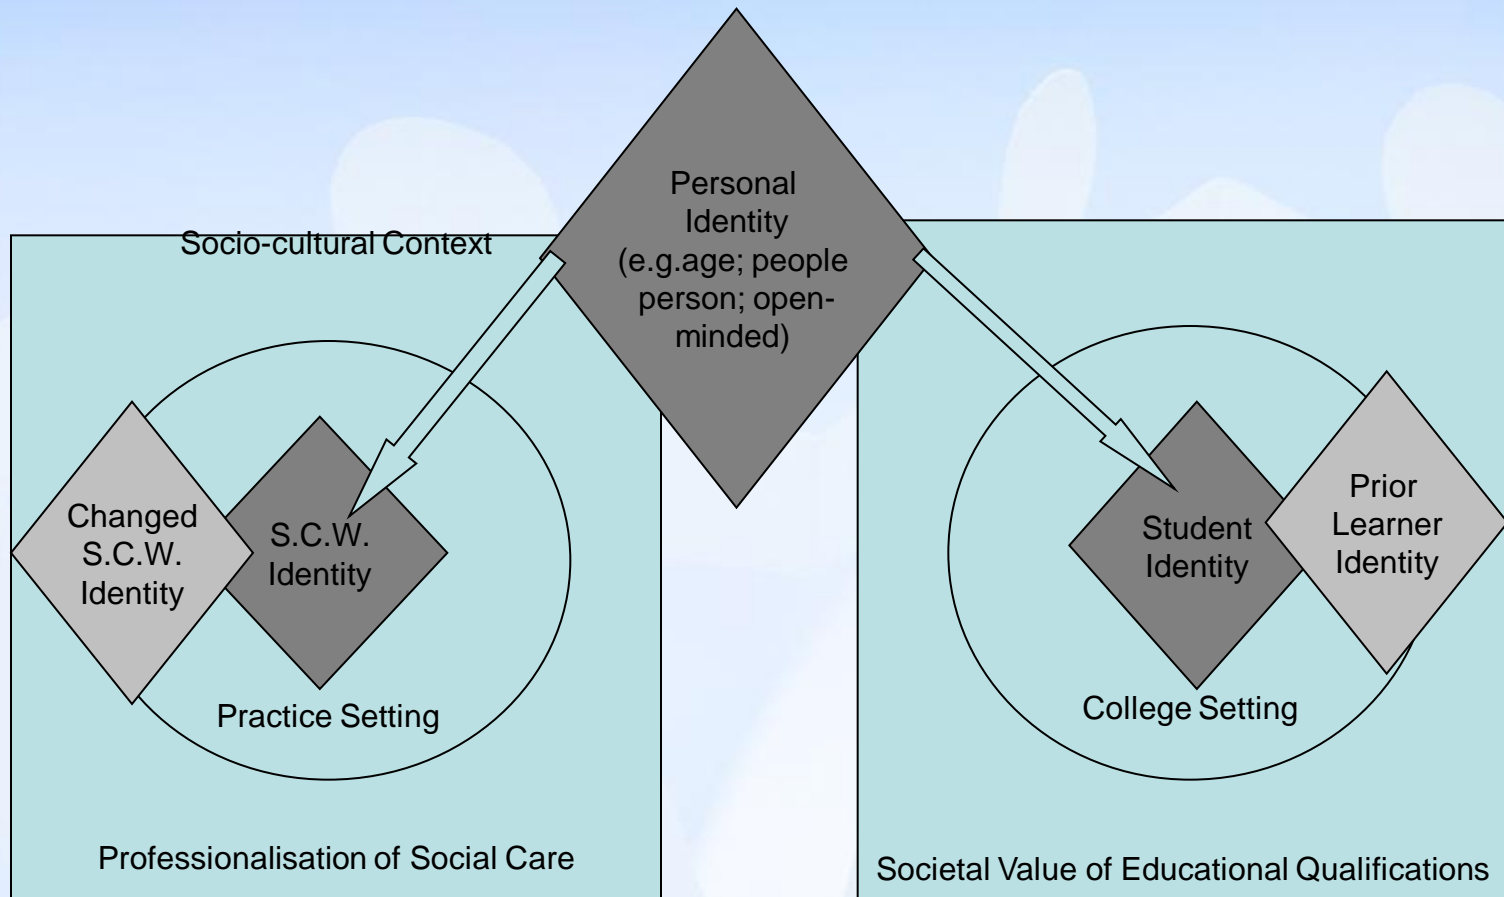 Personal
Identity
(e.g.age; people
person; open-
minded)
Socio-cultural Context
Changed
S.C.W.
Identity
S.C.W.
Identity
Practice Setting
Professionalisation of Social Care
Student
Identity
Prior
Learner
Identity
College Setting
Societal Value of Educational Qualifications